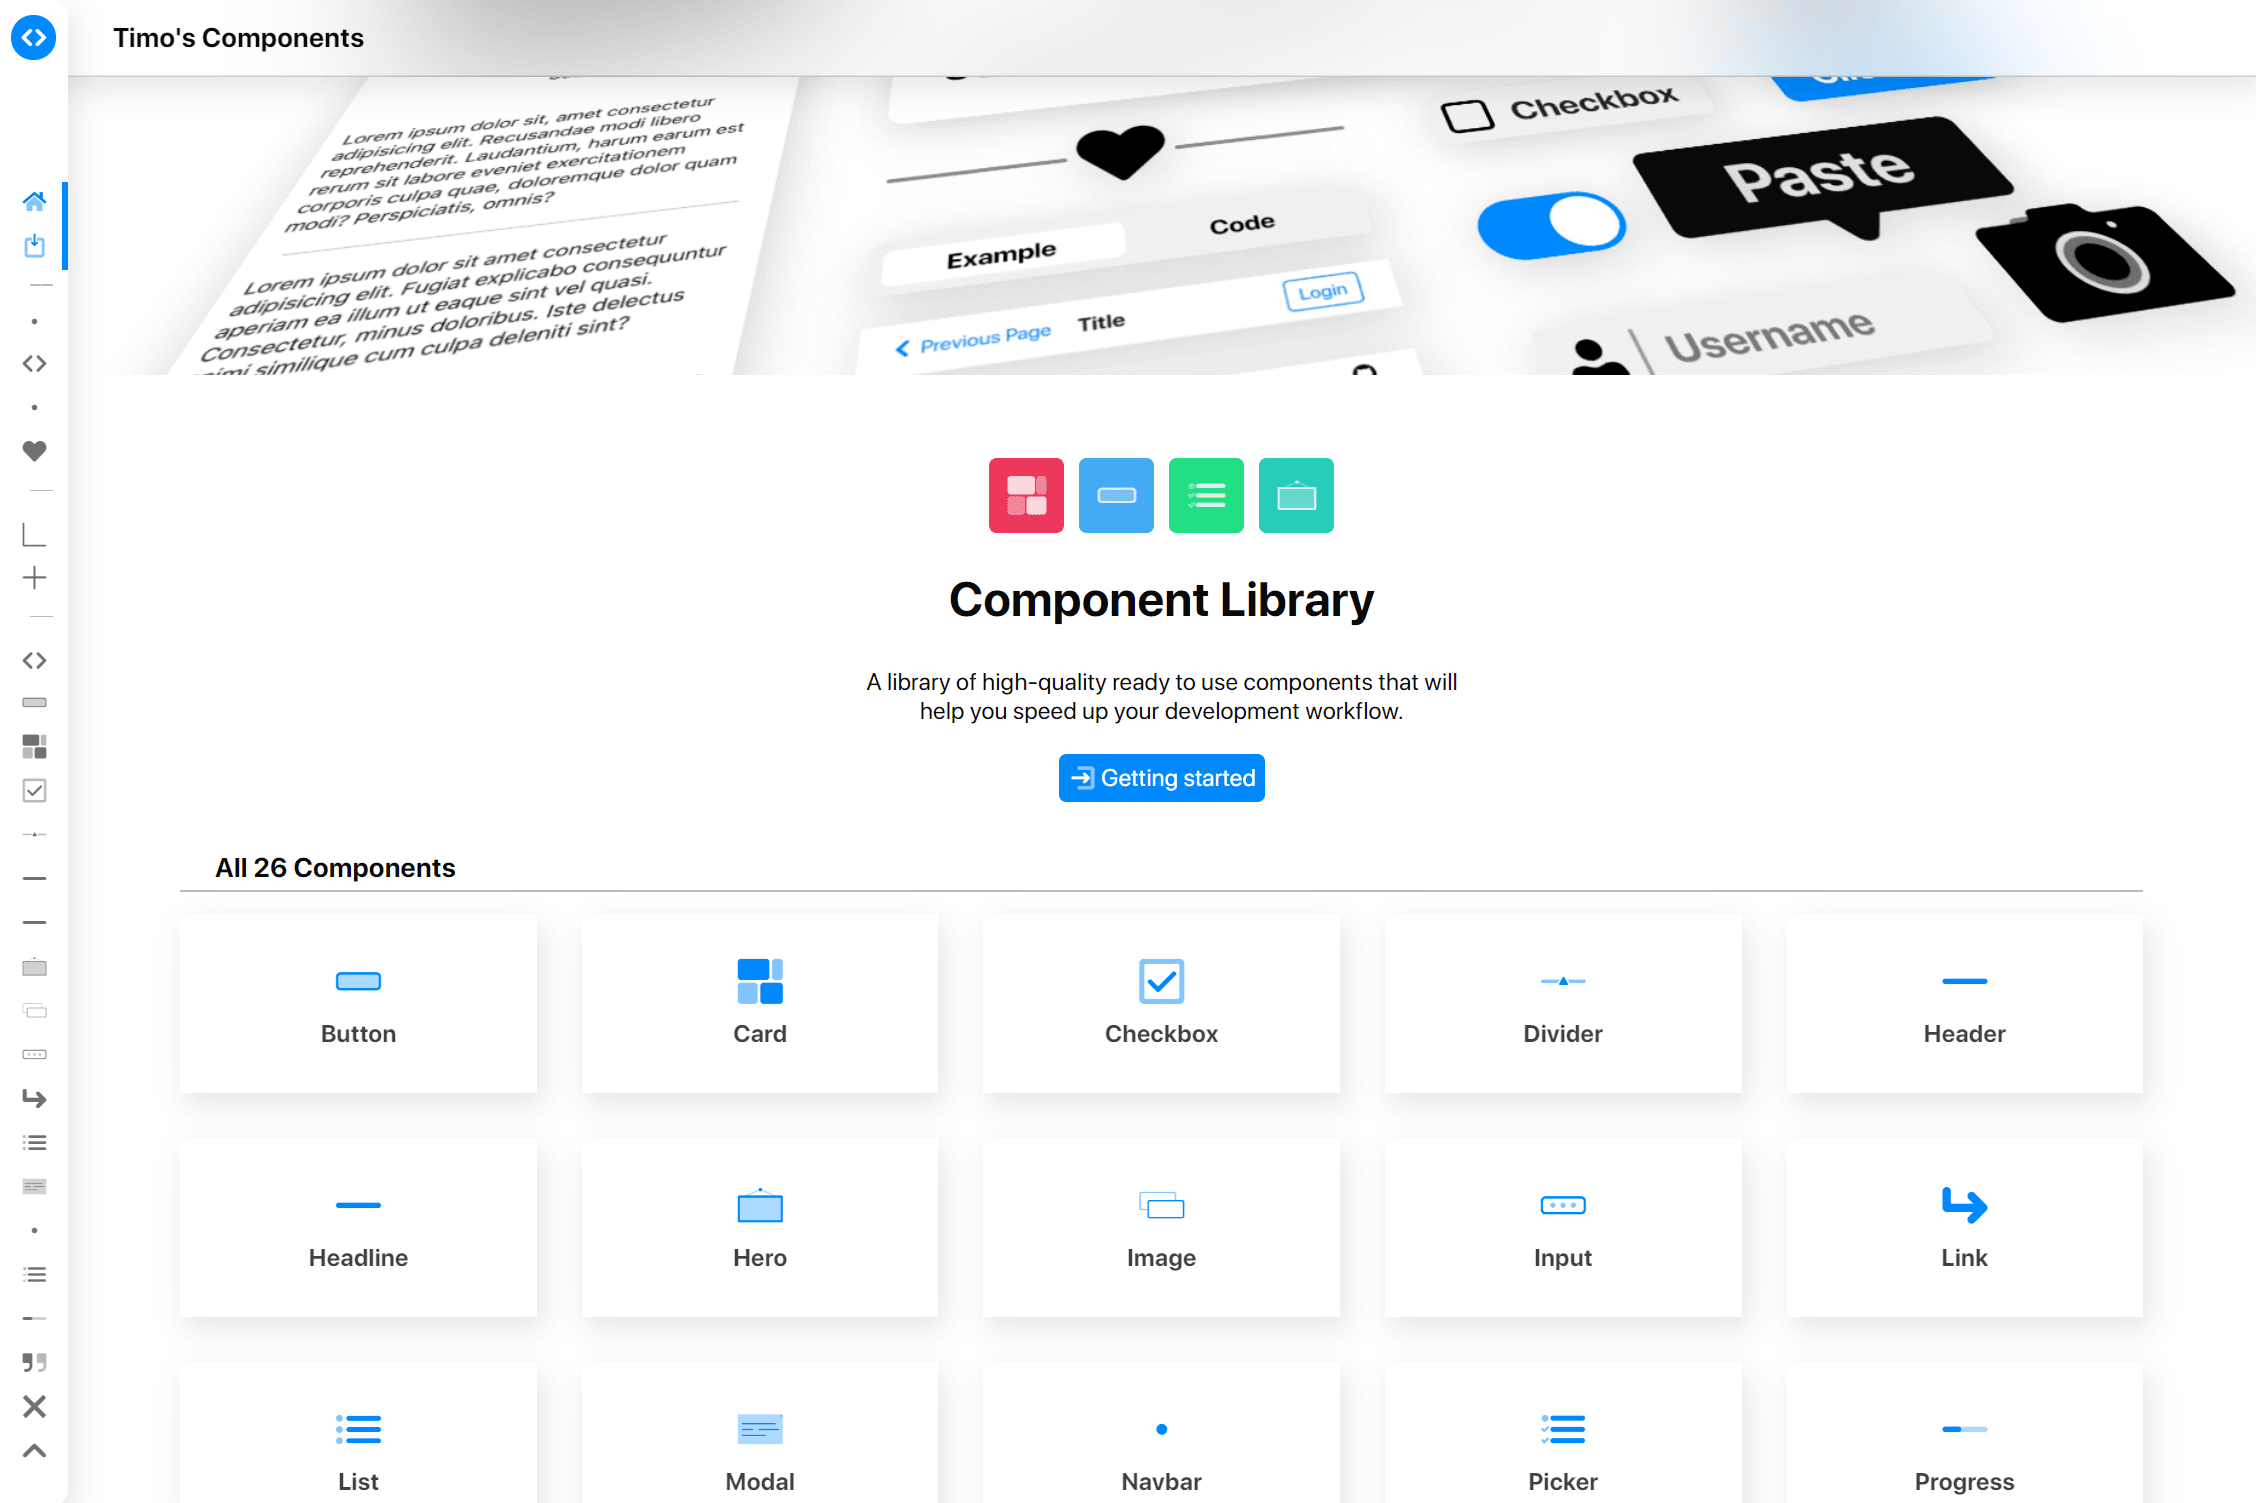 Timo's Components
Lorem ipsum dolor sit, amet consectetur
adipisicing elit. Recusandae modi libero
reprehenderit. Laudantium, harum earum est
rerum sit labore eveniet exercitationem
corporis culpa quae, doloremque dolor quam
modi? Perspiciatis, omnis?
Lorem ipsum dolor sit amet consectetur
adipisicing elit. Fugiat explicabo consequuntur
aperiam ea illum ut eaque sint vel quasi.
Consectetur, minus doloribus. Iste delectus
similique cum culpa deleniti sint?
Example
Code
Previous Page
Title
Login
Checkbox
Paste
Username
Component Library
A library of high-quality ready to use components that will
help you speed up your development workflow.
Getting started
All 26 Components
Button
Card
Checkbox
Divider
Header
Headline
Hero
Image
Input
Link
List
Modal
Navbar
Picker
Progress